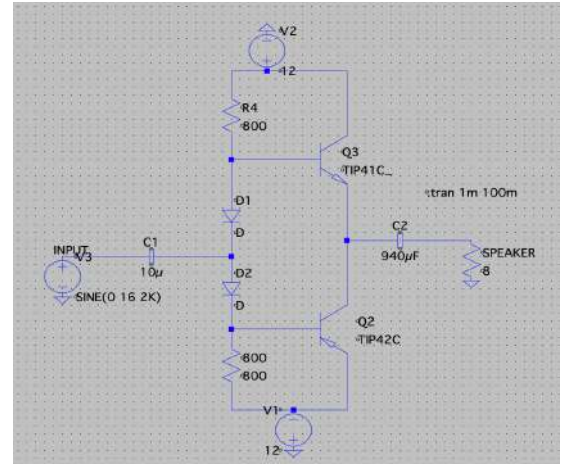 V2
12
R4
800
Q3
TIP41C_
.tran 1m 100m
D1
D
C2
940µF
SPEAKER
8
INPUT
V3
C1
10µ
SINE(0 16 2K)
D2
D
Q2
TIP42C
800
800
V1
12